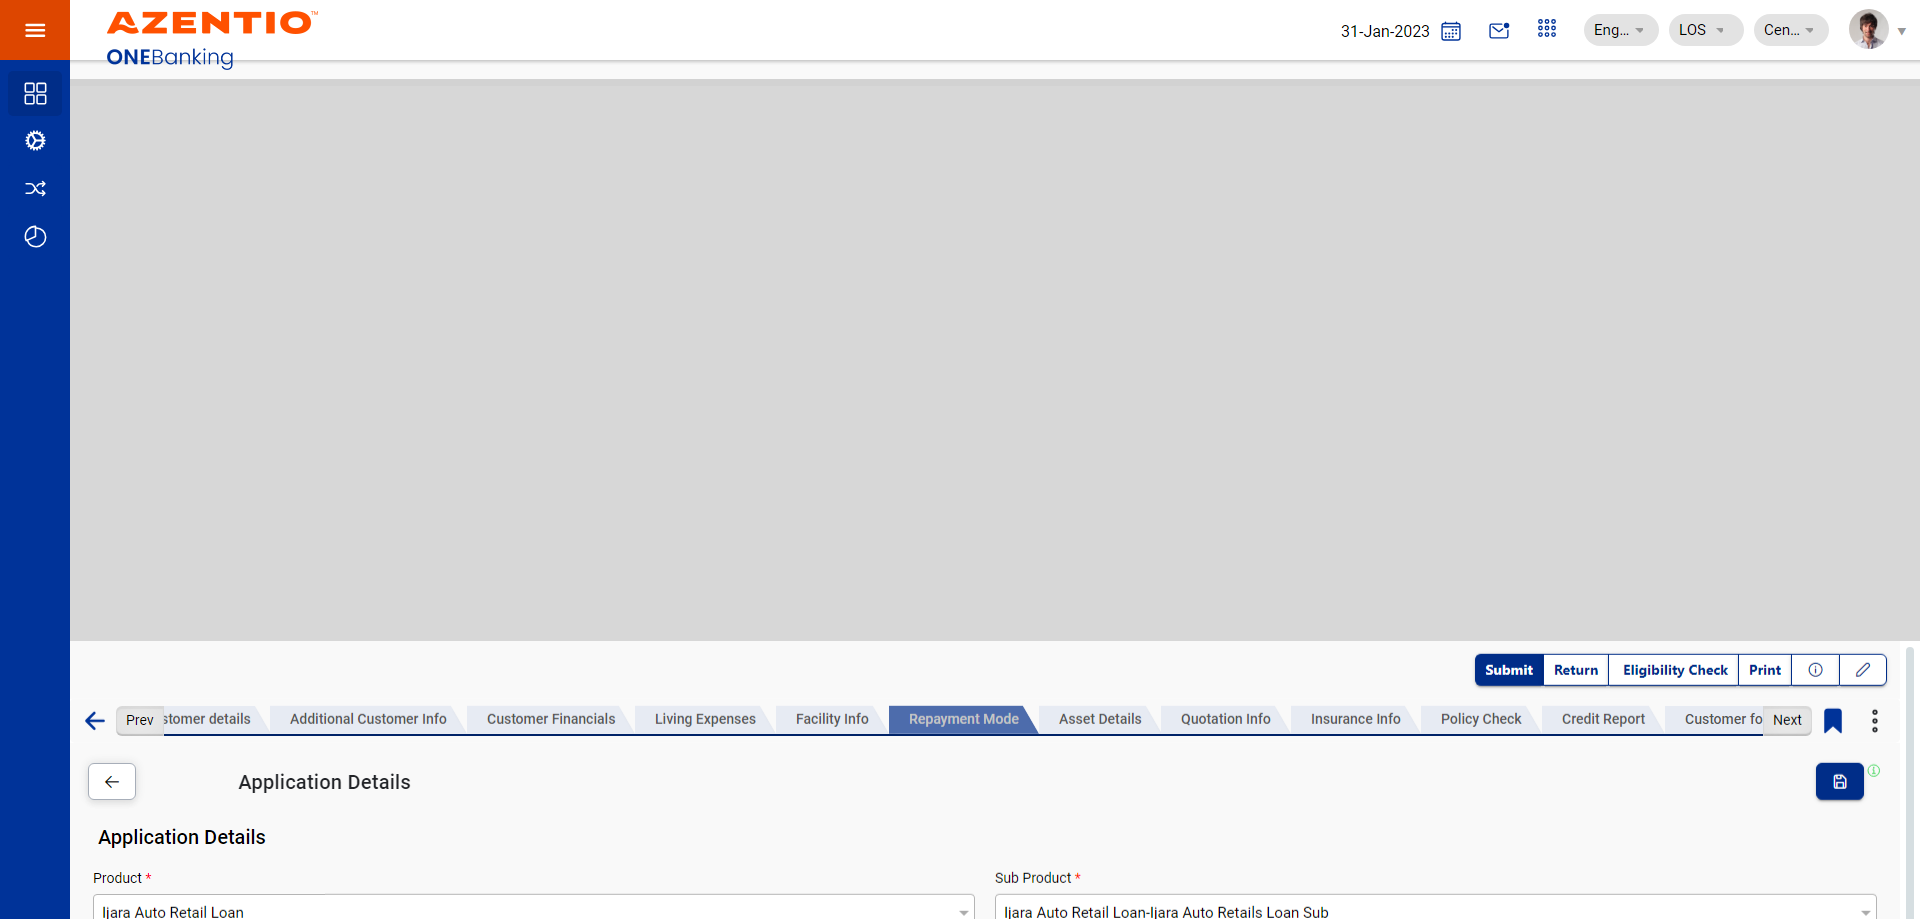 AZENTIO™
ONEBanking
31-Jan-2023
Eng...
LOS
Cen...
Submit
Return
Eligibility Check
Print
Prev
stomer details
Additional Customer Info
Customer Financials
Living Expenses
Facility Info
Repayment Mode
Asset Details
Quotation Info
Insurance Info
Policy Check
Credit Report
Customer fo
Next
Application Details
Application Details
Product *
Sub Product *
Ijara Auto Retail Loan
Ijara Auto Retail Loan-Ijara Auto Retails Loan Sub